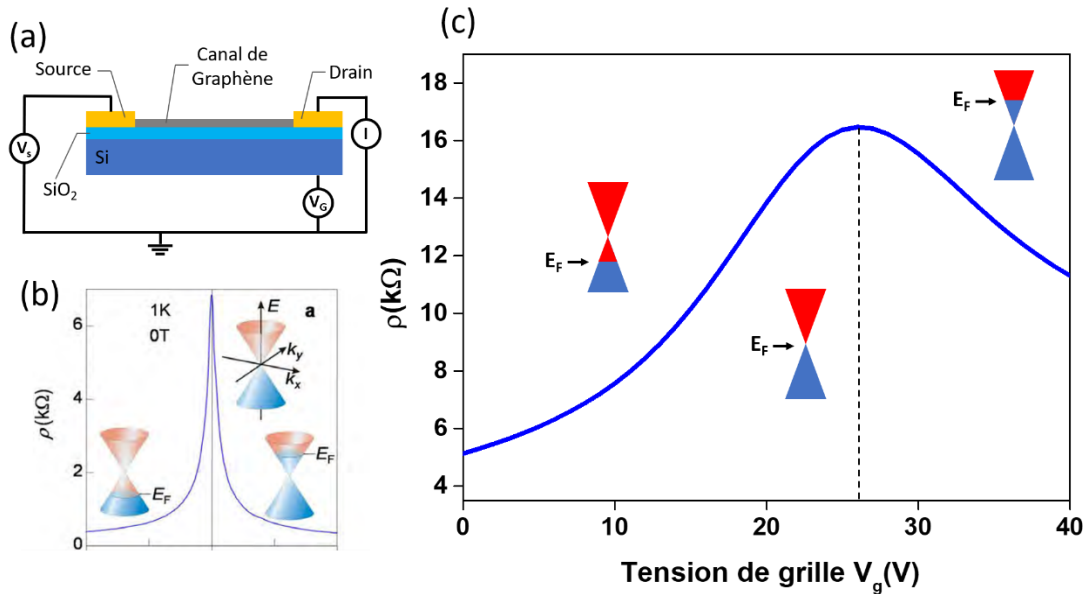 (a)
Canal de
Graphène
Source
Drain
Vs
I
Si
SiO2
VG
(b)
1K
0T
a
E
ky
kx
6
4
2
0
ρ(kΩ)
EF
EF
(c)
18
16
14
12
10
8
6
4
ρ(kΩ)
EF
EF
EF
0
10
20
30
40
Tension de grille Vg(V)